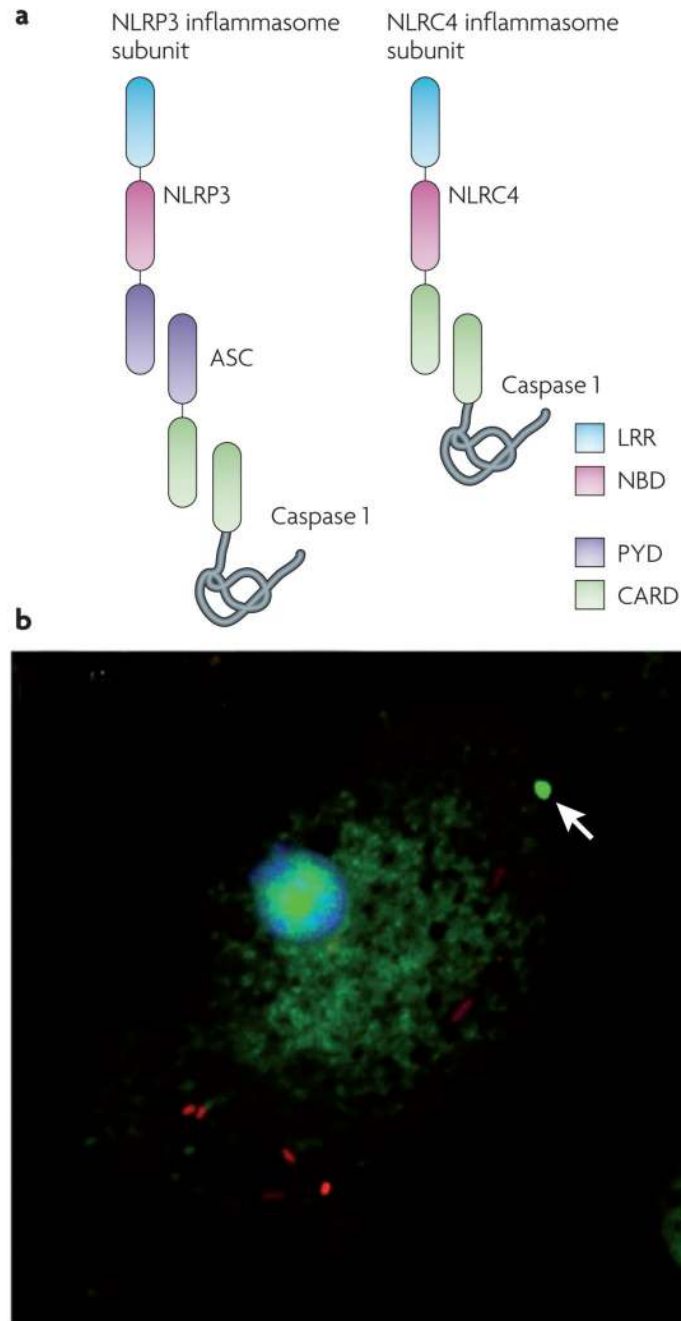 a
NLRP3 inflammasome
subunit
NLRC4 inflammasome
subunit
NLRP3
NLRC4
ASC
Caspase 1
LRR
NBD
Caspase 1
PYD
CARD
b